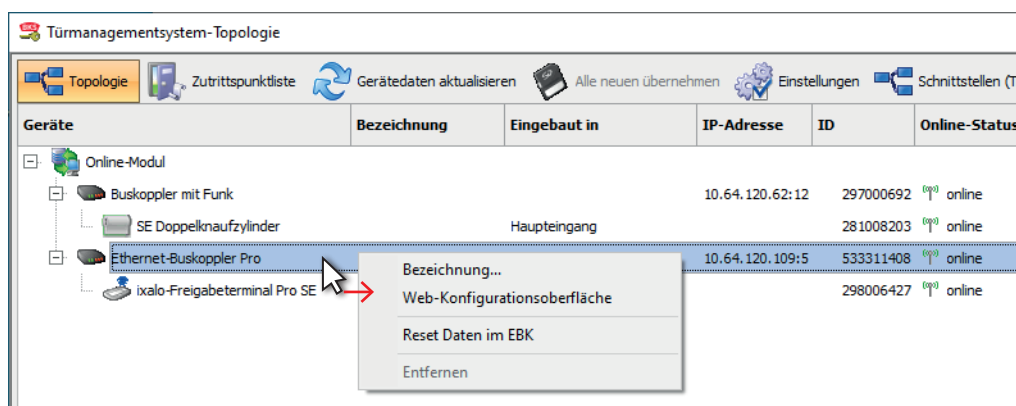 BKS
Türmanagementsystem-Topologie
Topologie Zutrittspunktliste Gerätedaten aktualisieren Alle neuen übernehmen Einstellungen Schnittstellen (T
Geräte Bezeichnung Eingebaut in IP-Adresse ID Online-Status
Online-Modul
Buskoppler mit Funk 10.64.120.62:12 297000692 online
SE Doppelknaufzylinder Haupteingang 281008203 online
Ethernet-Buskoppler Pro 10.64.120.109:5 533311408 online
ixalo-Freigabeterminal Pro SE 298006427 online
Bezeichnung...
Web-Konfigurationsoberfläche
Reset Daten im EBK
Entfernen